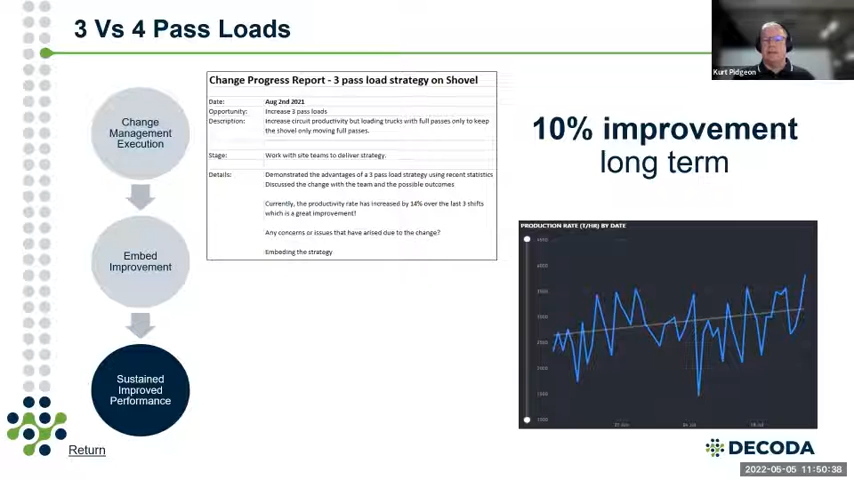 3 Vs 4 Pass Loads
Kurt Pidgeon
Change
Management
Execution
Embed
Improvement
Sustained
Improved
Performance
Return
Change Progress Report - 3 pass load strategy on Shovel
Date: Aug 2nd 2021
Opportunity: Increase 3 pass loads
Description: Increase circuit productivity but loading trucks with full passes only to keep
the shovel only moving full passes.
Stage: Work with site teams to deliver strategy.
Details: Demonstrated the advantages of a 3 pass load strategy using recent statistics
Discussed the change with the team and the possible outcomes
Currently, the productivity rate has increased by 14% over the last 3 shifts
which is a great improvement!
Any concerns or issues that have arised due to the change?
Embeding the strategy
10% improvement
long term
PRODUCTION RATE (T/HR) BY DATE
DECODA
2022-05-05 11:50:38